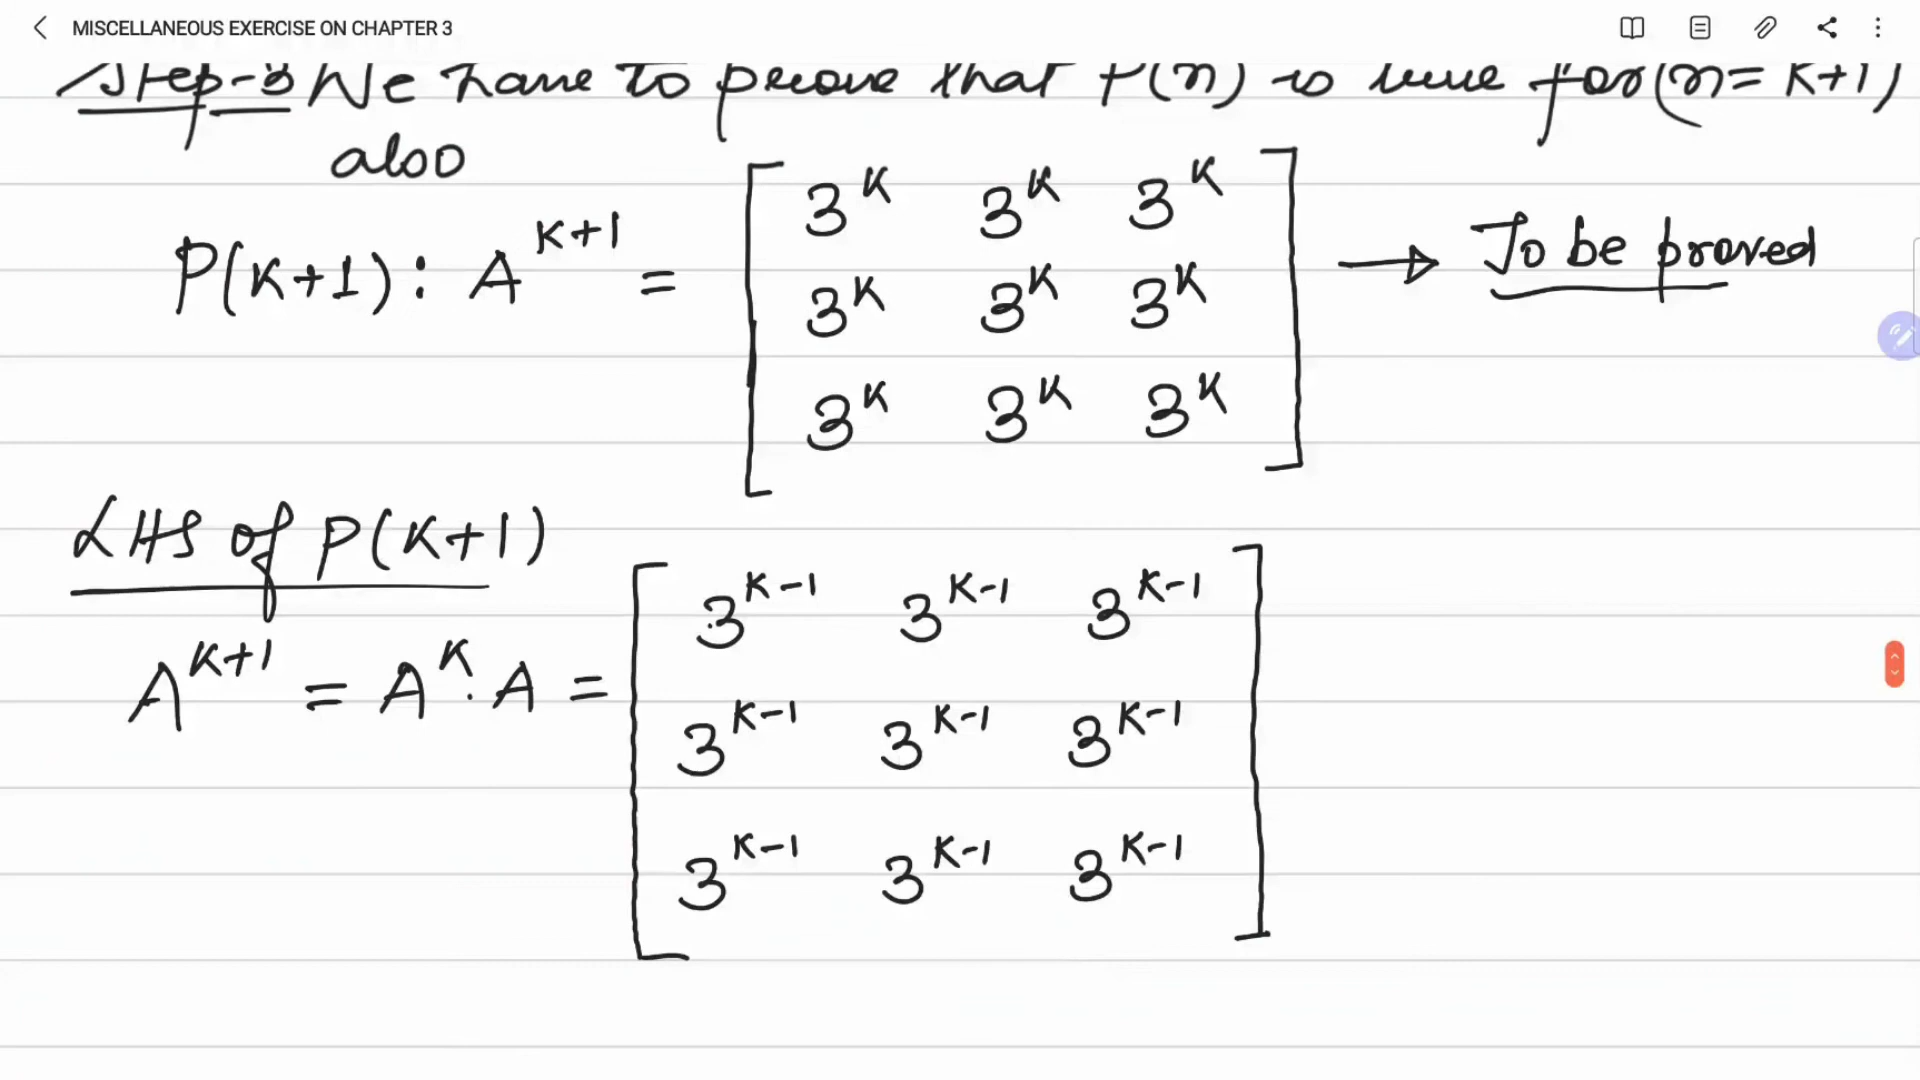 MISCELLANEOUS EXERCISE ON CHAPTER 3
Step-3 We have to prove that P(n) is true for (n = K+1)
also
P(K+1) : A^{K+1} = [ 3^K 3^K 3^K
3^K 3^K 3^K
3^K 3^K 3^K ] → To be proved
LHS of P(K+1)
A^{K+1} = A^K . A = [ 3^{K-1} 3^{K-1} 3^{K-1}
3^{K-1} 3^{K-1} 3^{K-1}
3^{K-1} 3^{K-1} 3^{K-1} ]